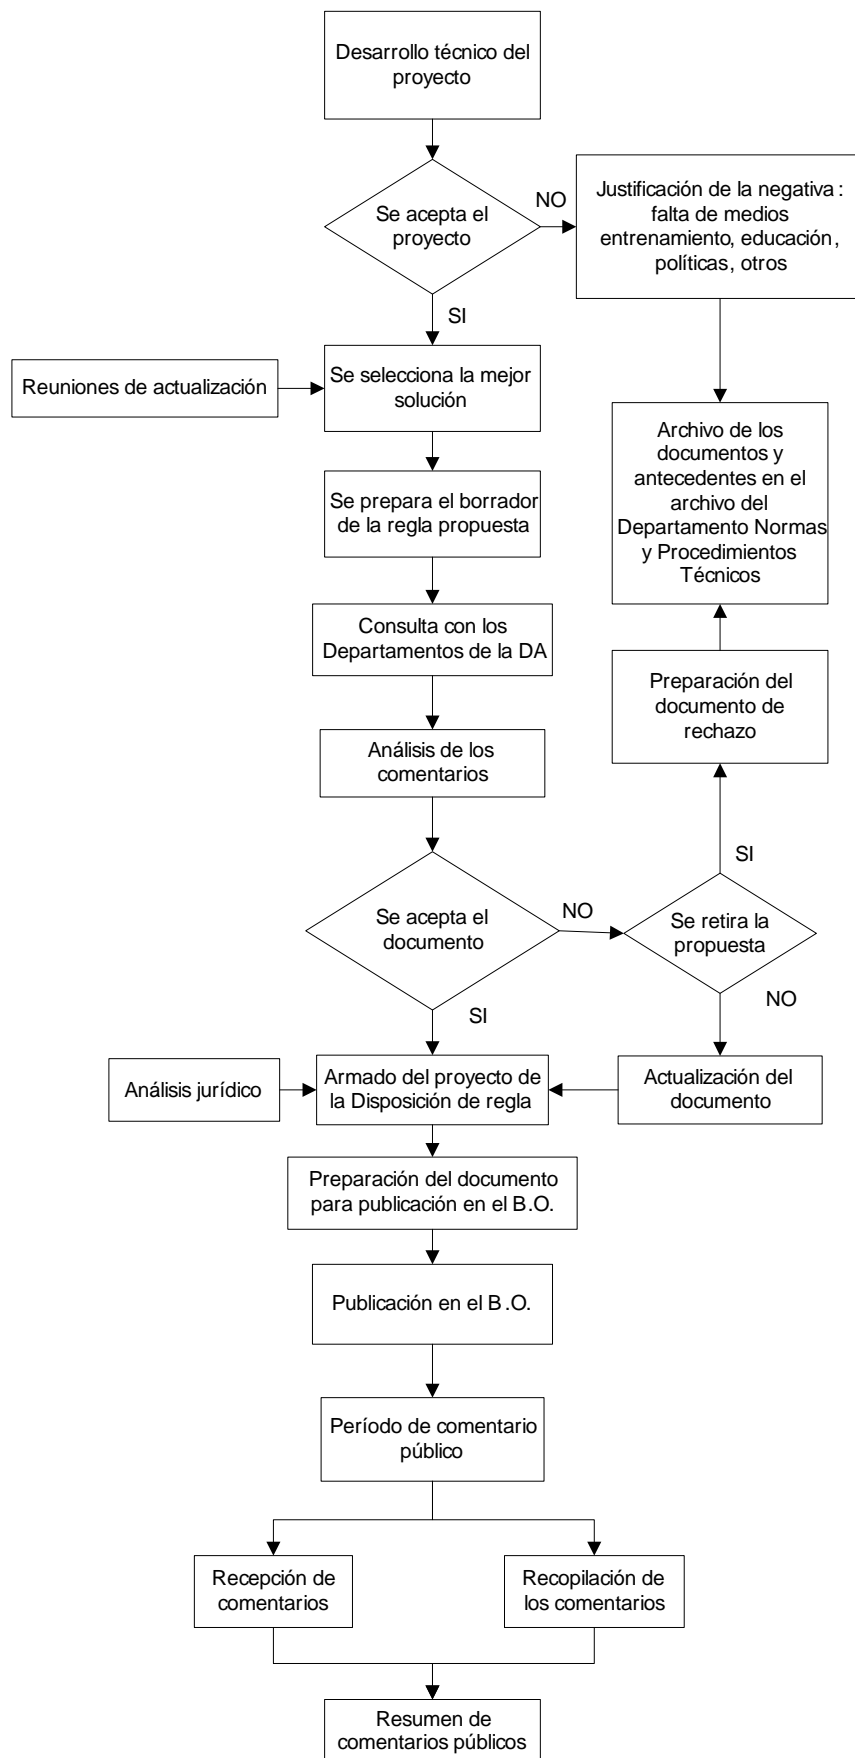 Desarrollo técnico del
proyecto
Se acepta el
proyecto
NO
Justificación de la negativa :
falta de medios
entrenamiento, educación,
políticas, otros
SI
Reuniones de actualización
Se selecciona la mejor
solución
Archivo de los
documentos y
antecedentes en el
archivo del
Departamento Normas
y Procedimientos
Técnicos
Se prepara el borrador
de la regla propuesta
Consulta con los
Departamentos de la DA
Preparación del
documento de
rechazo
Análisis de los
comentarios
SI
Se acepta el
documento
NO
Se retira la
propuesta
NO
SI
Análisis jurídico
Armado del proyecto de
la Disposición de regla
Actualización del
documento
Preparación del documento
para publicación en el B.O.
Publicación en el B.O.
Período de comentario
público
Recepción de
comentarios
Recopilación de
los comentarios
Resumen de
comentarios públicos